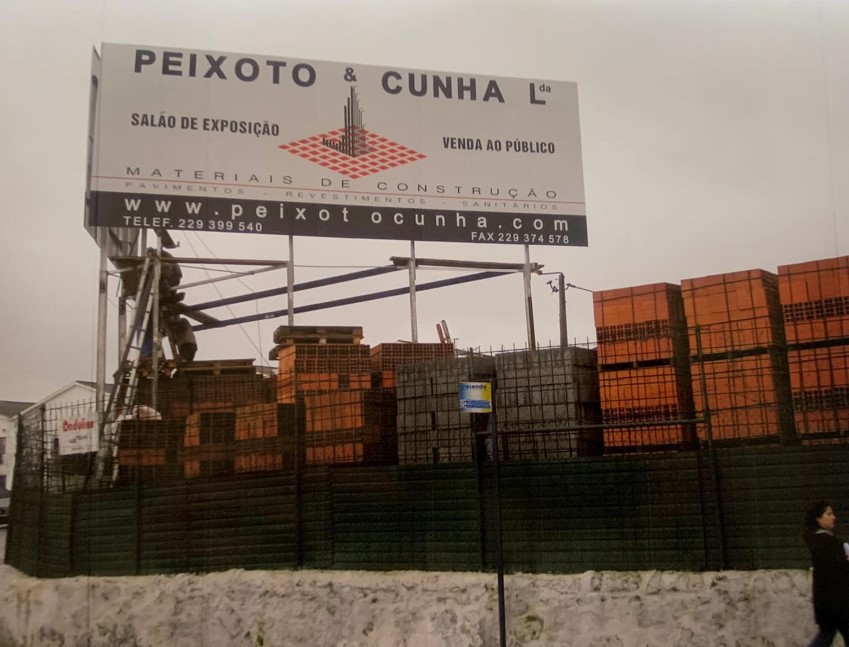 PEIXOTO & CUNHA Lda
SALÃO DE EXPOSIÇÃO
VENDA AO PÚBLICO
MATERIAIS DE CONSTRUÇÃO
PAVIMENTOS - REVESTIMENTOS - SANITÁRIOS
www.peixotocunha.com
TELEF. 229 399 540
FAX 229 374 578
Onduline